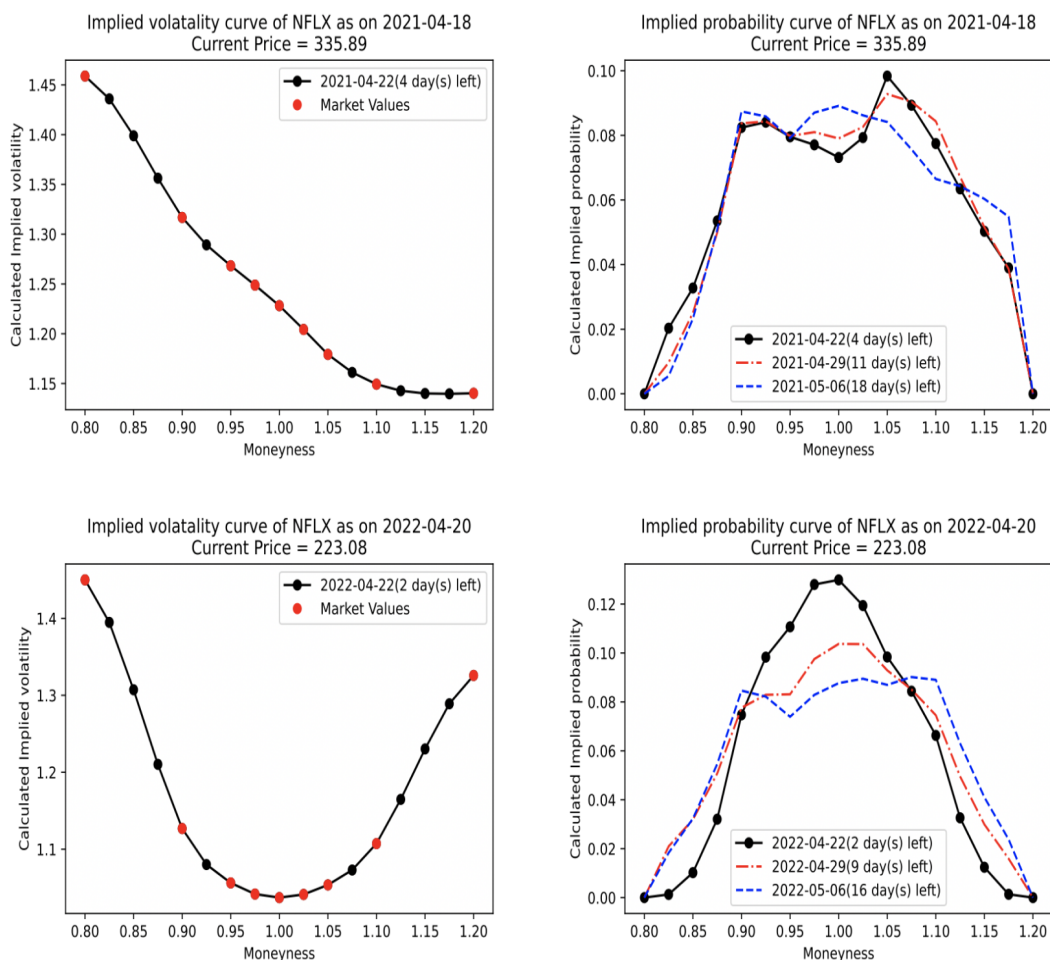 Implied volatality curve of NFLX as on 2021-04-18
Current Price = 335.89
1.45
1.40
1.35
1.30
1.25
1.20
1.15
Calculated Implied volatility
2021-04-22(4 day(s) left)
Market Values
0.80 0.85 0.90 0.95 1.00 1.05 1.10 1.15 1.20
Moneyness
Implied probability curve of NFLX as on 2021-04-18
Current Price = 335.89
0.10
0.08
0.06
0.04
0.02
0.00
Calculated Implied probability
2021-04-22(4 day(s) left)
2021-04-29(11 day(s) left)
2021-05-06(18 day(s) left)
0.80 0.85 0.90 0.95 1.00 1.05 1.10 1.15 1.20
Moneyness
Implied volatality curve of NFLX as on 2022-04-20
Current Price = 223.08
1.4
1.3
1.2
1.1
Calculated Implied volatility
2022-04-22(2 day(s) left)
Market Values
0.80 0.85 0.90 0.95 1.00 1.05 1.10 1.15 1.20
Moneyness
Implied probability curve of NFLX as on 2022-04-20
Current Price = 223.08
0.12
0.10
0.08
0.06
0.04
0.02
0.00
Calculated Implied probability
2022-04-22(2 day(s) left)
2022-04-29(9 day(s) left)
2022-05-06(16 day(s) left)
0.80 0.85 0.90 0.95 1.00 1.05 1.10 1.15 1.20
Moneyness